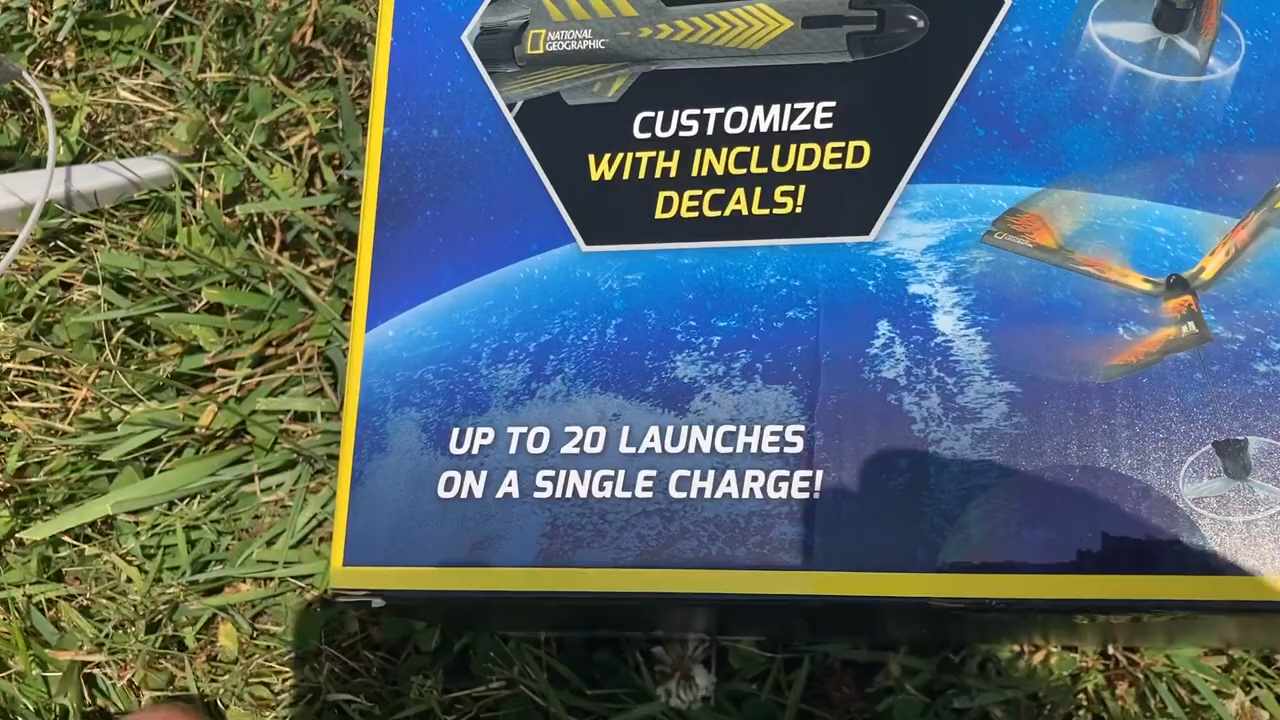 NATIONAL
GEOGRAPHIC
CUSTOMIZE
WITH INCLUDED
DECALS!
UP TO 20 LAUNCHES
ON A SINGLE CHARGE!